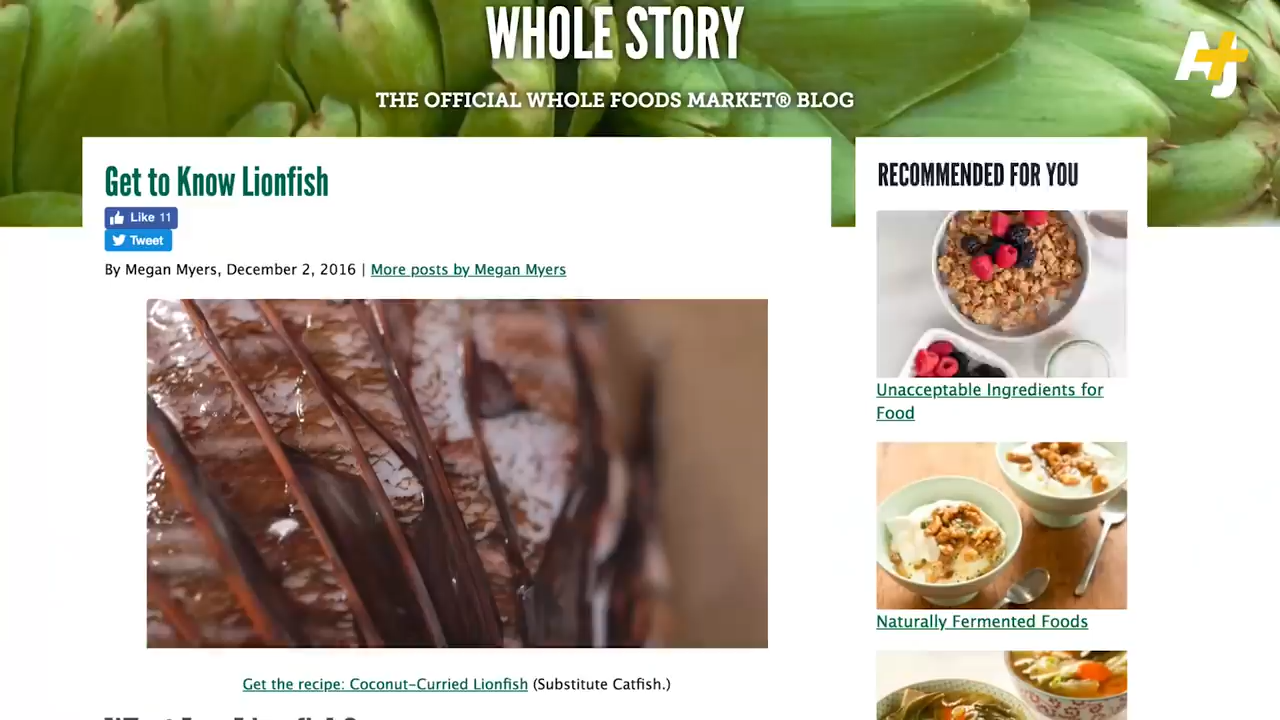 WHOLE STORY
THE OFFICIAL WHOLE FOODS MARKET® BLOG
AJ+
Get to Know Lionfish
Like 11
Tweet
By Megan Myers, December 2, 2016 | More posts by Megan Myers
Get the recipe: Coconut-Curried Lionfish (Substitute Catfish.)
RECOMMENDED FOR YOU
Unacceptable Ingredients for
Food
Naturally Fermented Foods